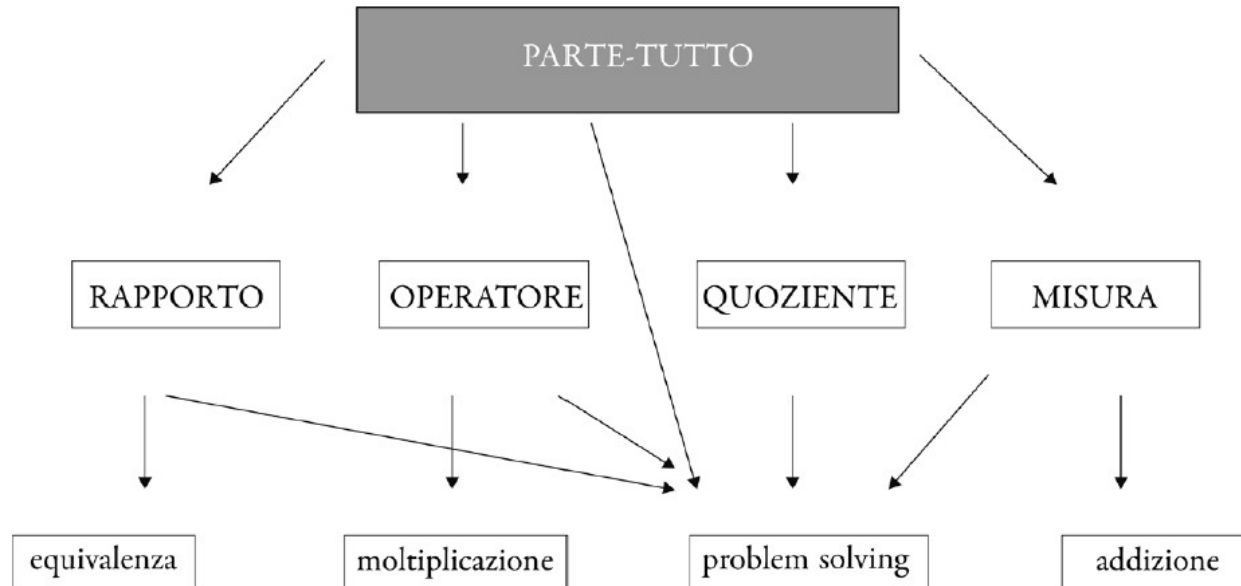 PARTE-TUTTO
RAPPORTO
OPERATORE
QUOZIENTE
MISURA
equivalenza
moltiplicazione
problem solving
addizione